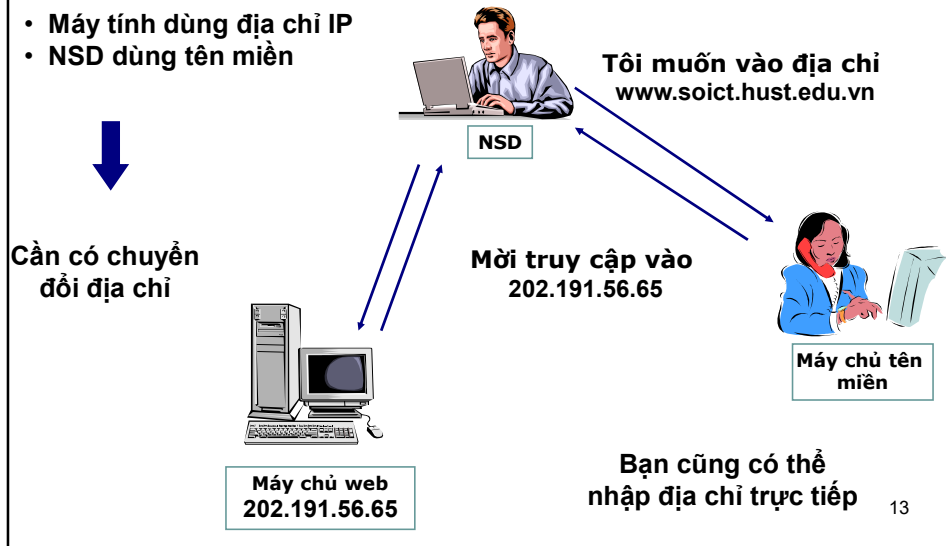 • Máy tính dùng địa chỉ IP
• NSD dùng tên miền
Tôi muốn vào địa chỉ
www.soict.hust.edu.vn
NSD
Cần có chuyển
đổi địa chỉ
Mời truy cập vào
202.191.56.65
Máy chủ tên
miền
Máy chủ web
202.191.56.65
Bạn cũng có thể
nhập địa chỉ trực tiếp
13